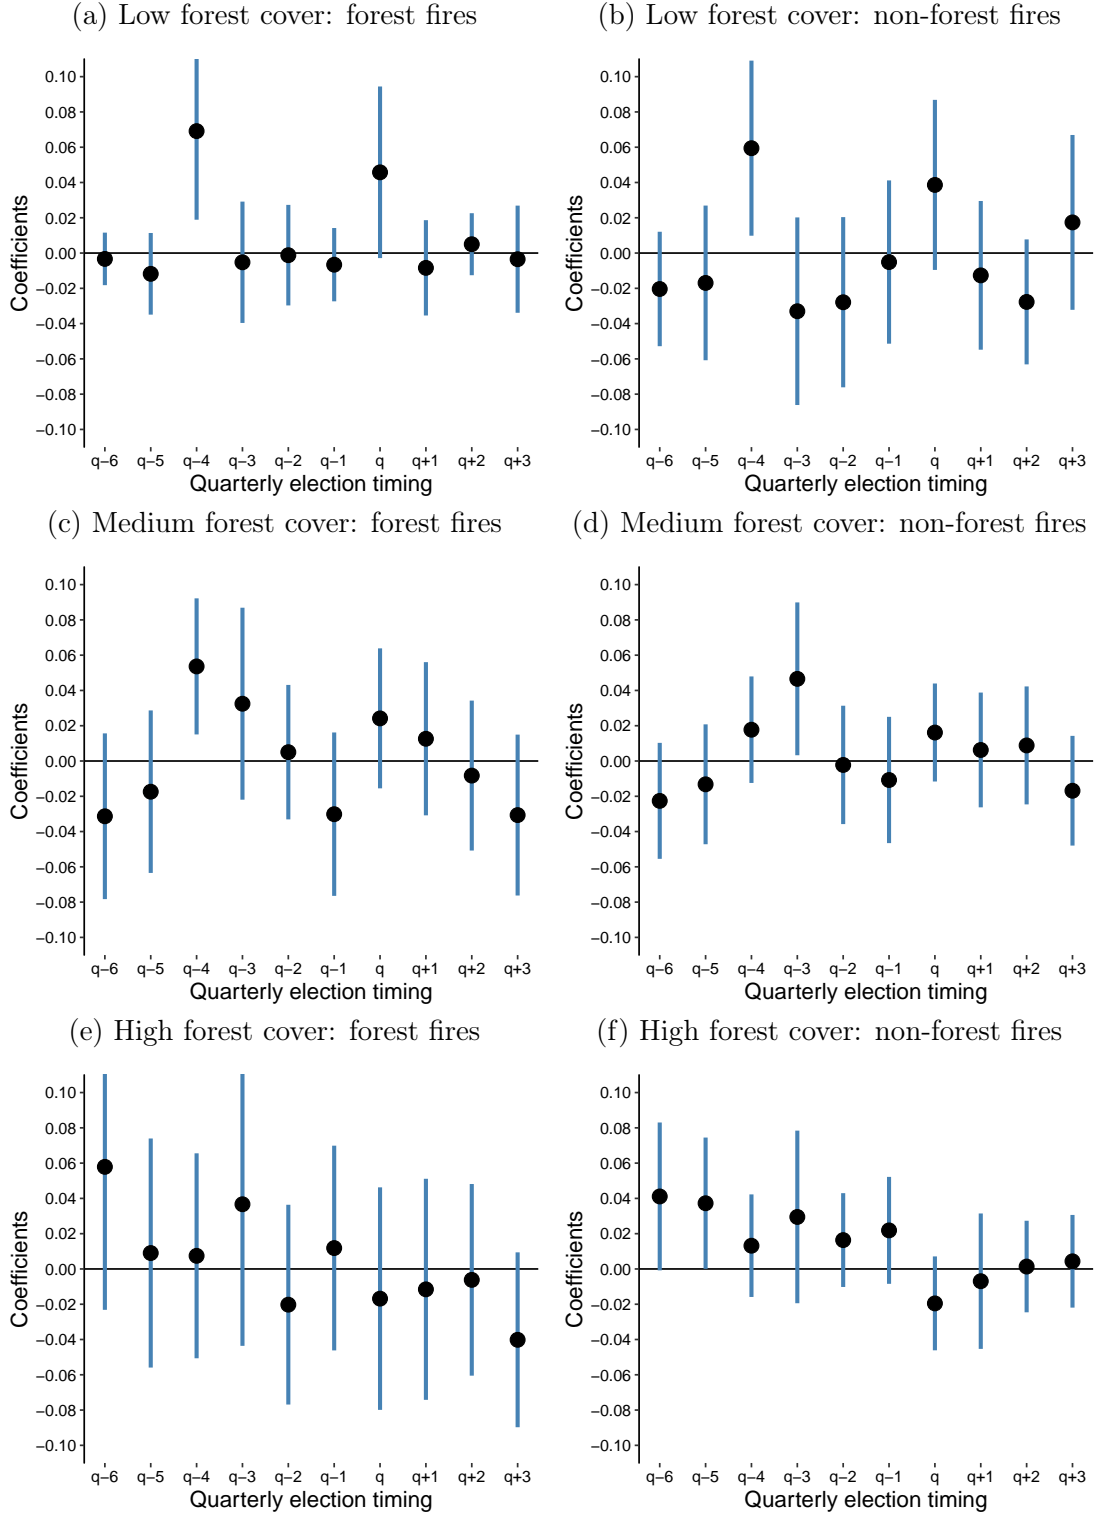 (a) Low forest cover: forest fires
0.10
0.08
0.06
0.04
0.02
0.00
−0.02
−0.04
−0.06
−0.08
−0.10
Coefficients
q−6 q−5 q−4 q−3 q−2 q−1 q q+1 q+2 q+3
Quarterly election timing
(b) Low forest cover: non-forest fires
0.10
0.08
0.06
0.04
0.02
0.00
−0.02
−0.04
−0.06
−0.08
−0.10
Coefficients
q−6 q−5 q−4 q−3 q−2 q−1 q q+1 q+2 q+3
Quarterly election timing
(c) Medium forest cover: forest fires
0.10
0.08
0.06
0.04
0.02
0.00
−0.02
−0.04
−0.06
−0.08
−0.10
Coefficients
q−6 q−5 q−4 q−3 q−2 q−1 q q+1 q+2 q+3
Quarterly election timing
(d) Medium forest cover: non-forest fires
0.10
0.08
0.06
0.04
0.02
0.00
−0.02
−0.04
−0.06
−0.08
−0.10
Coefficients
q−6 q−5 q−4 q−3 q−2 q−1 q q+1 q+2 q+3
Quarterly election timing
(e) High forest cover: forest fires
0.10
0.08
0.06
0.04
0.02
0.00
−0.02
−0.04
−0.06
−0.08
−0.10
Coefficients
q−6 q−5 q−4 q−3 q−2 q−1 q q+1 q+2 q+3
Quarterly election timing
(f) High forest cover: non-forest fires
0.10
0.08
0.06
0.04
0.02
0.00
−0.02
−0.04
−0.06
−0.08
−0.10
Coefficients
q−6 q−5 q−4 q−3 q−2 q−1 q q+1 q+2 q+3
Quarterly election timing